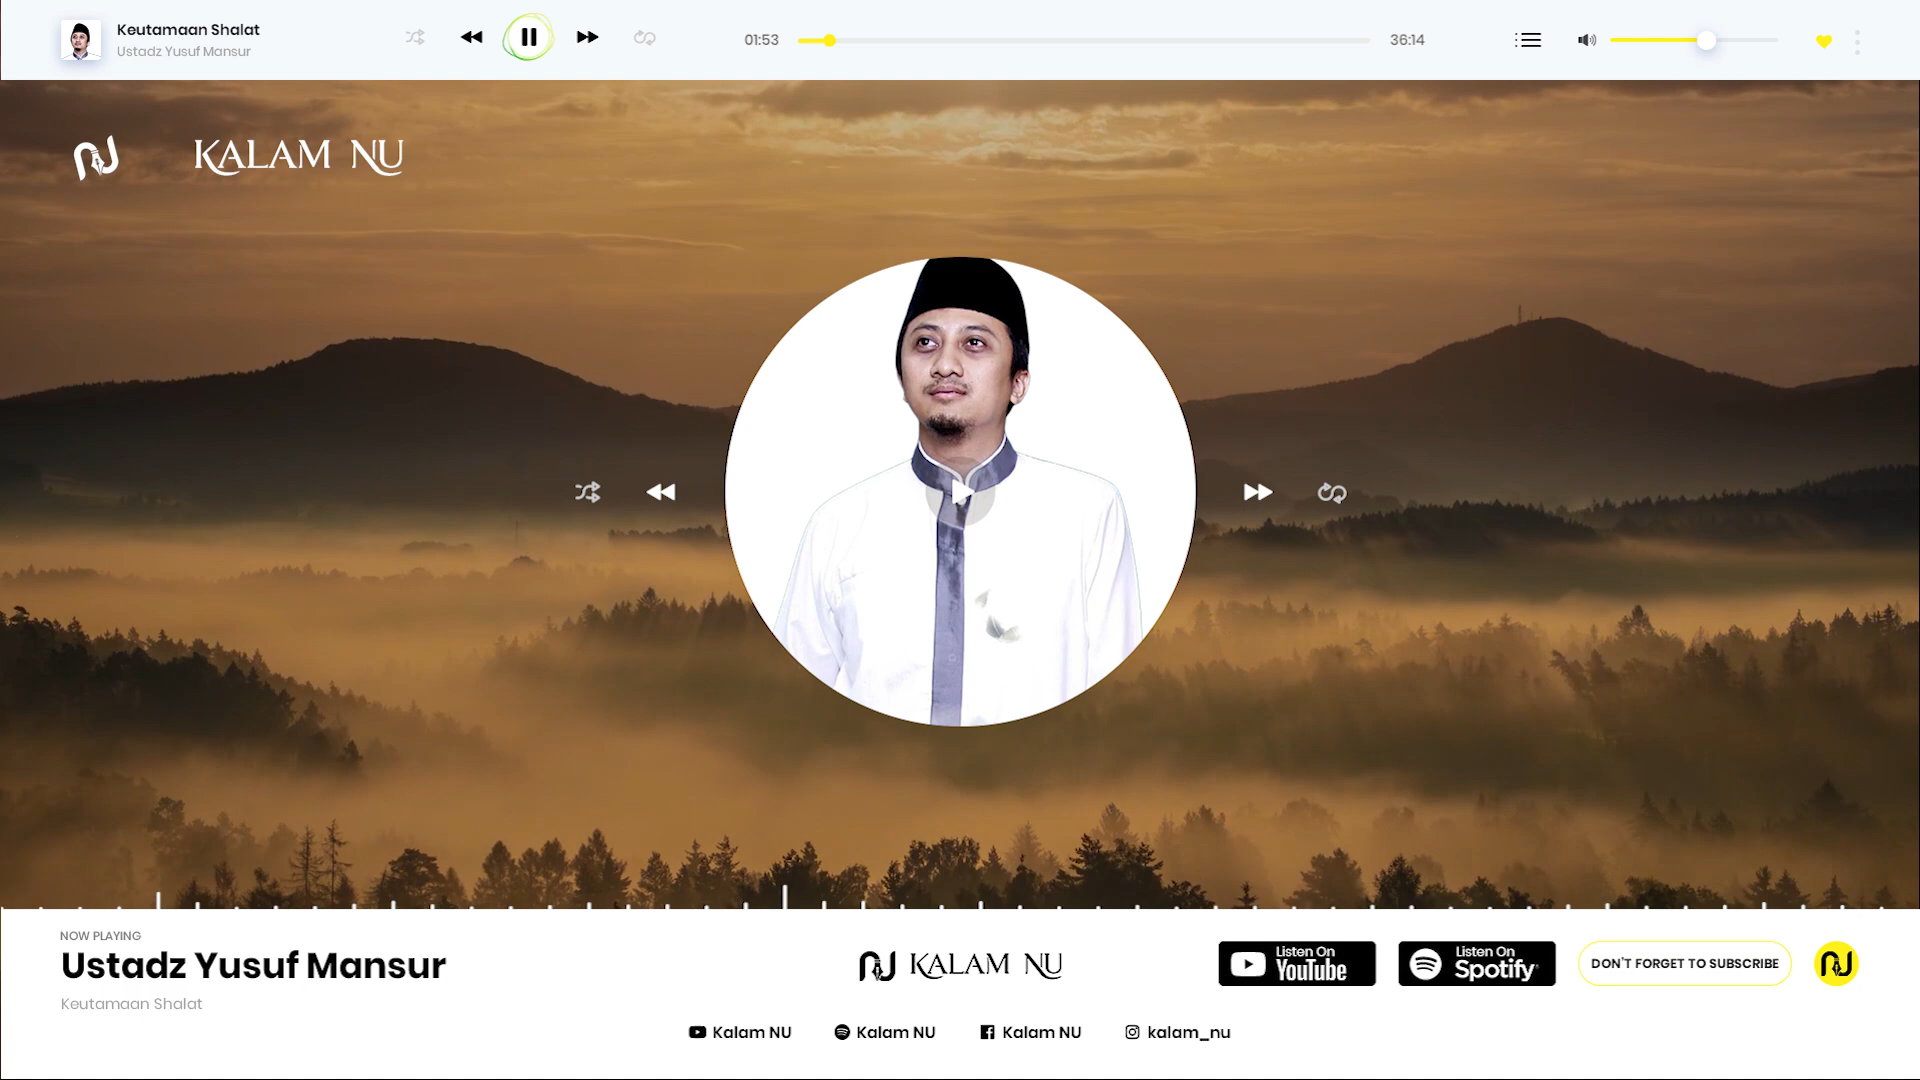 Keutamaan Shalat
Ustadz Yusuf Mansur
01:53
36:14
KALAM NU
NOW PLAYING
Ustadz Yusuf Mansur
Keutamaan Shalat
KALAM NU
Listen On
YouTube
Listen On
Spotify
DON'T FORGET TO SUBSCRIBE
Kalam NU
Kalam NU
Kalam NU
kalam_nu